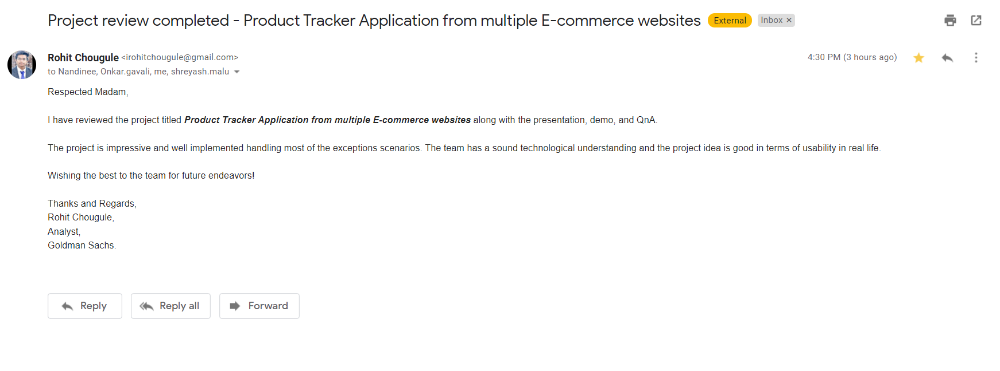 Project review completed - Product Tracker Application from multiple E-commerce websites External Inbox ×
Rohit Chougule <irohitchougule@gmail.com> 4:30 PM (3 hours ago)
to Nandinee, Onkar.gavali, me, shreyash.malu
Respected Madam,
I have reviewed the project titled Product Tracker Application from multiple E-commerce websites along with the presentation, demo, and QnA.
The project is impressive and well implemented handling most of the exceptions scenarios. The team has a sound technological understanding and the project idea is good in terms of usability in real life.
Wishing the best to the team for future endeavors!
Thanks and Regards,
Rohit Chougule,
Analyst,
Goldman Sachs.
Reply Reply all Forward